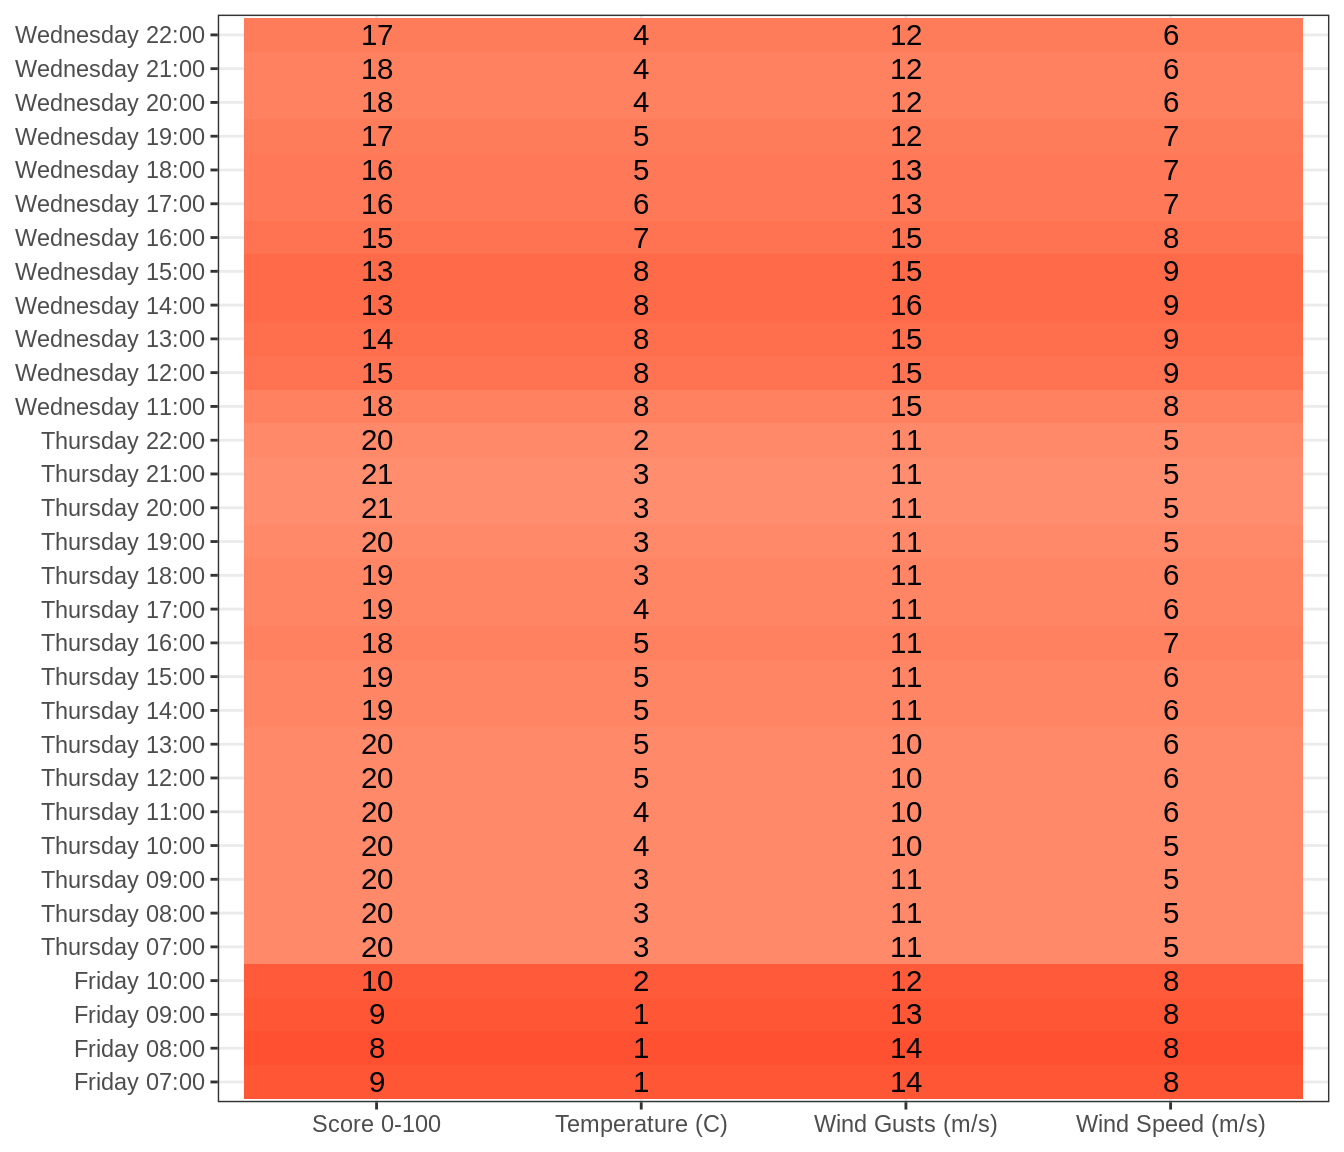 Wednesday 22:00 17 4 12 6
Wednesday 21:00 18 4 12 6
Wednesday 20:00 18 4 12 6
Wednesday 19:00 17 5 12 7
Wednesday 18:00 16 5 13 7
Wednesday 17:00 16 6 13 7
Wednesday 16:00 15 7 15 8
Wednesday 15:00 13 8 15 9
Wednesday 14:00 13 8 16 9
Wednesday 13:00 14 8 15 9
Wednesday 12:00 15 8 15 9
Wednesday 11:00 18 8 15 8
Thursday 22:00 20 2 11 5
Thursday 21:00 21 3 11 5
Thursday 20:00 21 3 11 5
Thursday 19:00 20 3 11 5
Thursday 18:00 19 3 11 6
Thursday 17:00 19 4 11 6
Thursday 16:00 18 5 11 7
Thursday 15:00 19 5 11 6
Thursday 14:00 19 5 11 6
Thursday 13:00 20 5 10 6
Thursday 12:00 20 5 10 6
Thursday 11:00 20 4 10 6
Thursday 10:00 20 4 10 5
Thursday 09:00 20 3 11 5
Thursday 08:00 20 3 11 5
Thursday 07:00 20 3 11 5
Friday 10:00 10 2 12 8
Friday 09:00 9 1 13 8
Friday 08:00 8 1 14 8
Friday 07:00 9 1 14 8
Score 0-100 Temperature (C) Wind Gusts (m/s) Wind Speed (m/s)